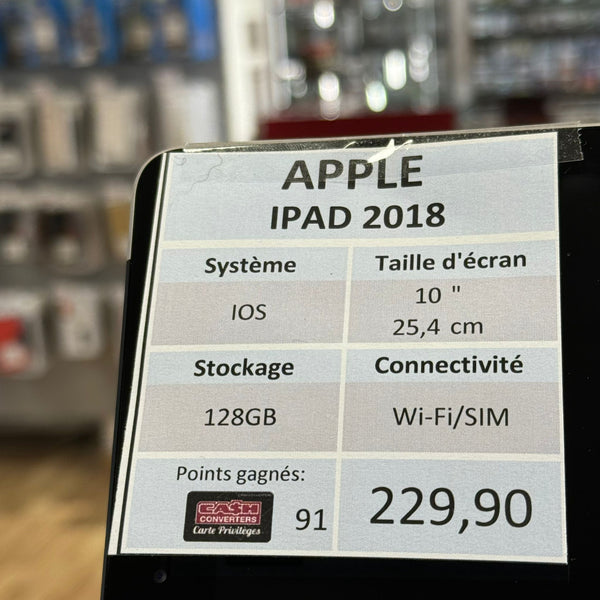 APPLE
IPAD 2018
Système
Taille d'écran
IOS
10 "
25,4 cm
Stockage
Connectivité
128GB
Wi-Fi/SIM
Points gagnés:
CA$H
CONVERTERS
Carte Privilèges
91
229,90